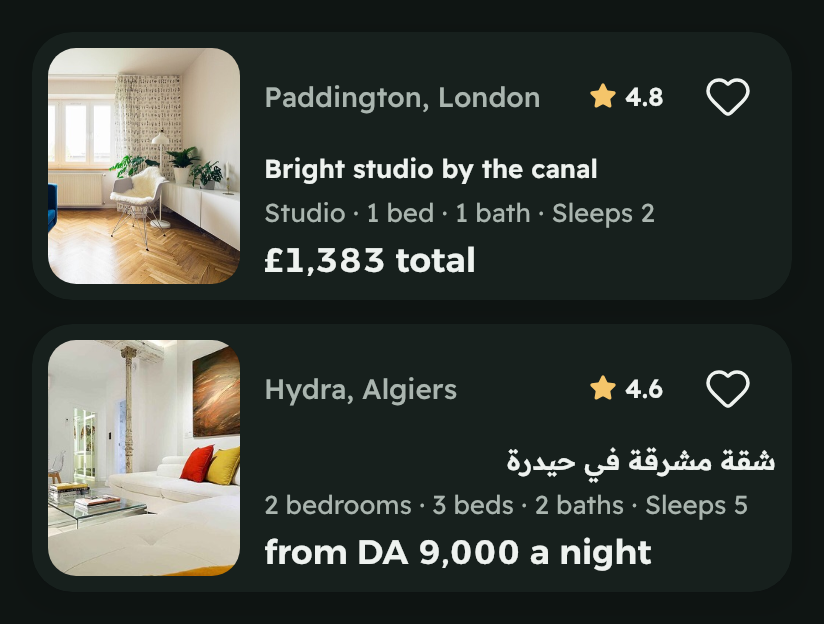 Paddington, London 4.8
Bright studio by the canal
Studio · 1 bed · 1 bath · Sleeps 2
£1,383 total
Hydra, Algiers 4.6
شقة مشرقة في حيدرة
2 bedrooms · 3 beds · 2 baths · Sleeps 5
from DA 9,000 a night